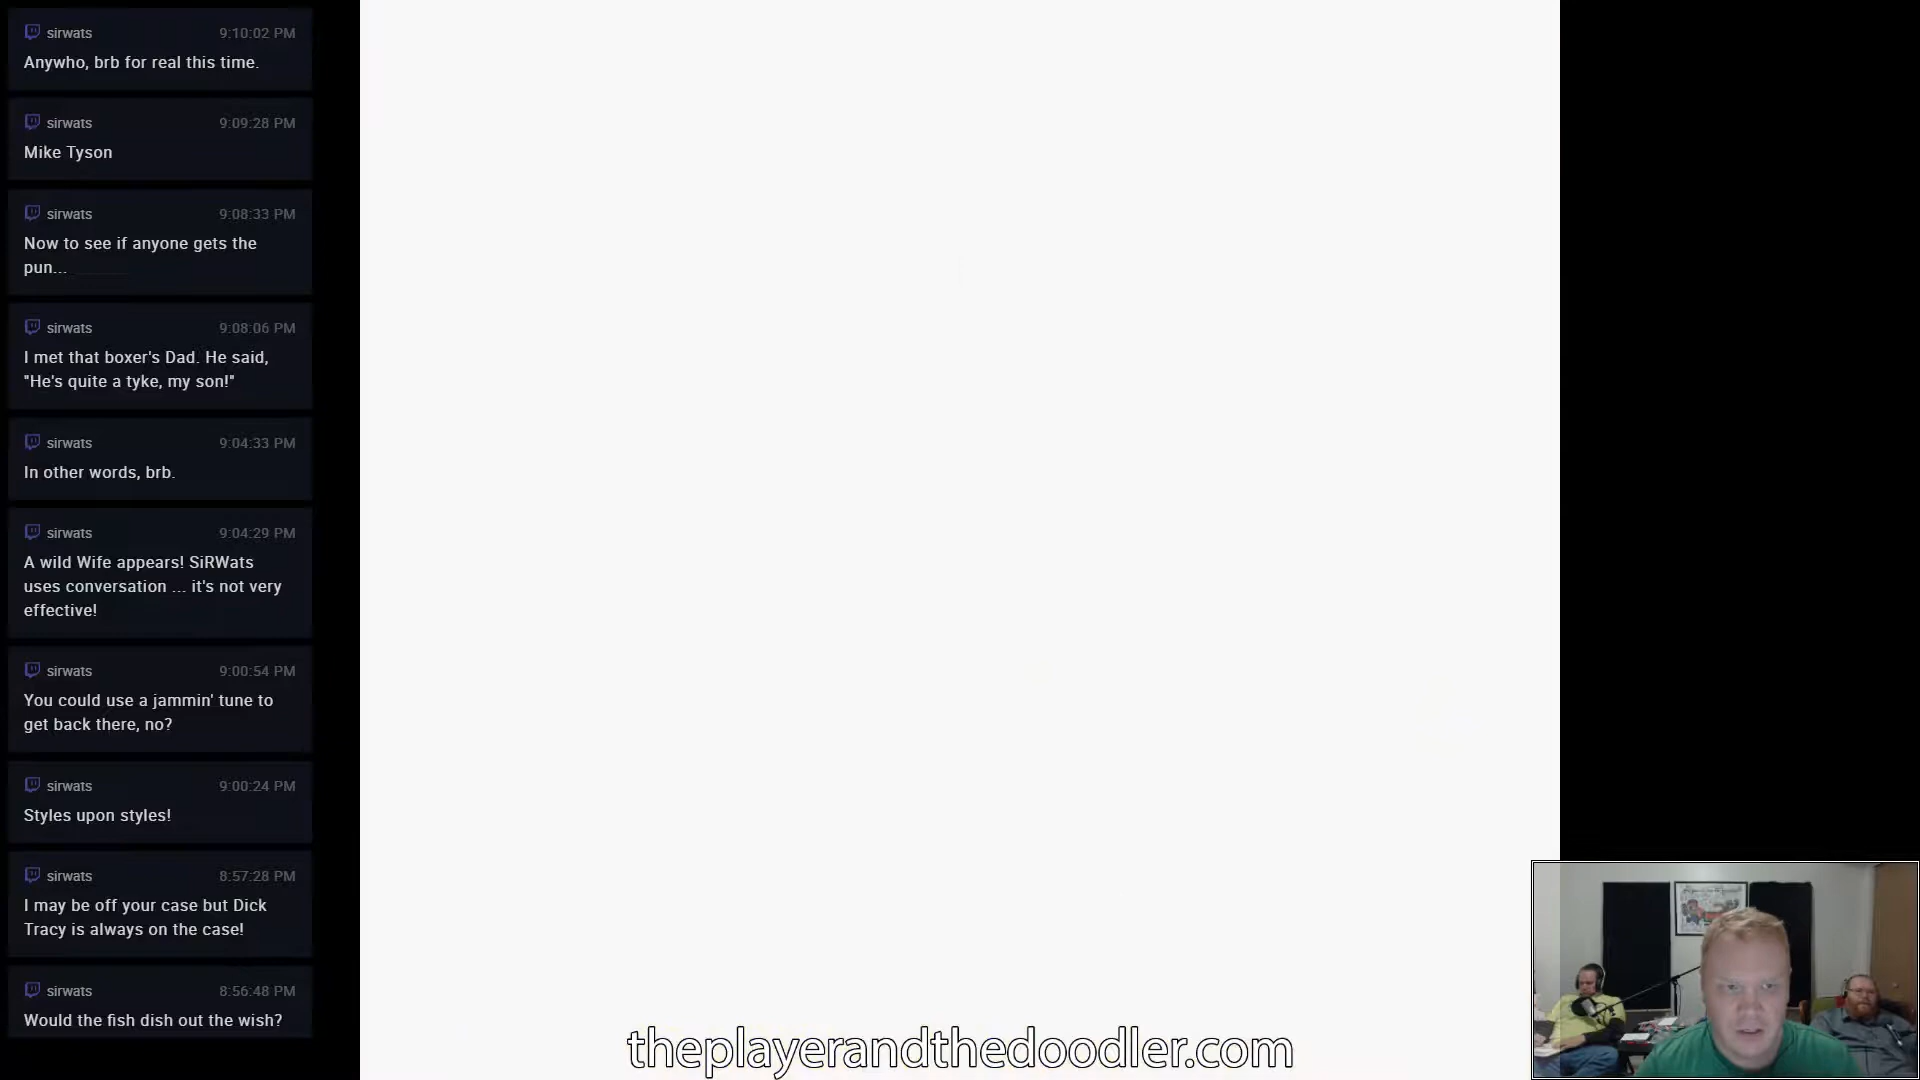 sirwats 9:10:02 PM
Anywho, brb for real this time.
sirwats 9:09:28 PM
Mike Tyson
sirwats 9:08:33 PM
Now to see if anyone gets the
pun...
sirwats 9:08:06 PM
I met that boxer's Dad. He said,
"He's quite a tyke, my son!"
sirwats 9:04:33 PM
In other words, brb.
sirwats 9:04:29 PM
A wild Wife appears! SiRWats
uses conversation ... it's not very
effective!
sirwats 9:00:54 PM
You could use a jammin' tune to
get back there, no?
sirwats 9:00:24 PM
Styles upon styles!
sirwats 8:57:28 PM
I may be off your case but Dick
Tracy is always on the case!
sirwats 8:56:48 PM
Would the fish dish out the wish?
theplayerandthedoodler.com